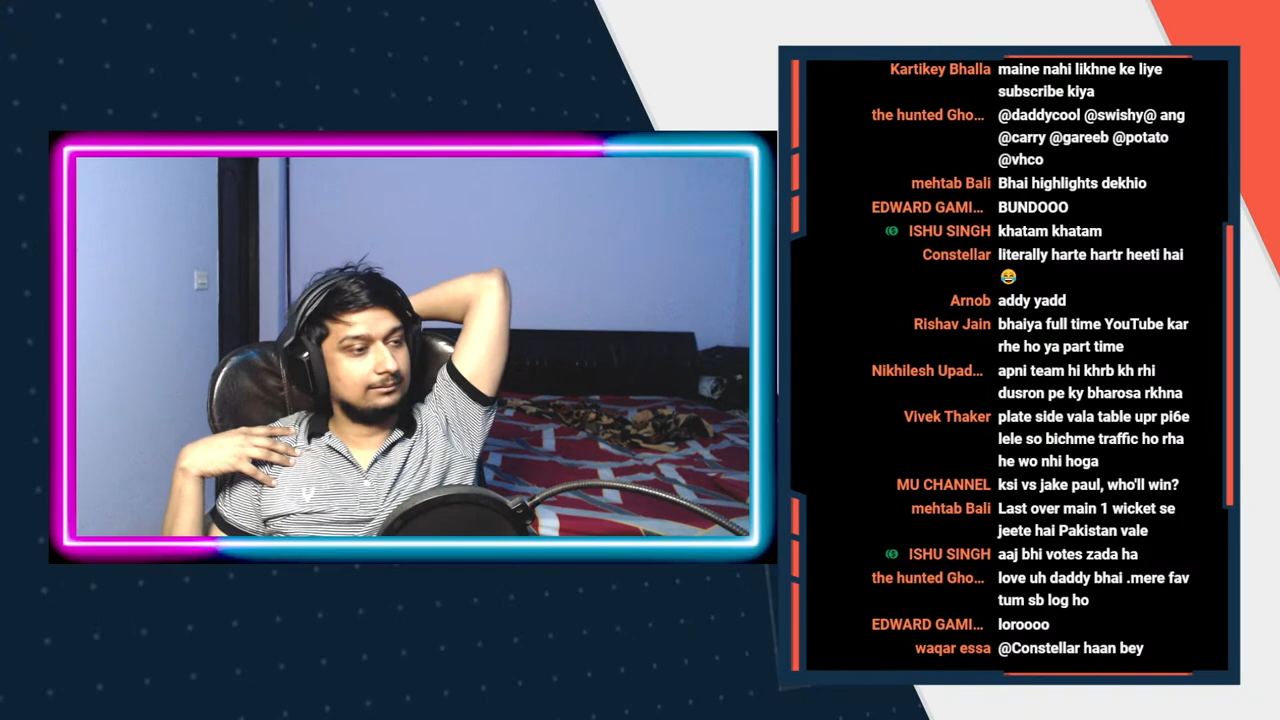 Kartikey Bhalla maine nahi likhne ke liye
subscribe kiya
the hunted Gho... @daddycool @swishy@ ang
@carry @gareeb @potato
@vhco
mehtab Bali Bhai highlights dekhio
EDWARD GAMI... BUNDOOO
ISHU SINGH khatam khatam
Constellar literally harte hartr heeti hai
😂
Arnob addy yadd
Rishav Jain bhaiya full time YouTube kar
rhe ho ya part time
Nikhilesh Upad... apni team hi khrb kh rhi
dusron pe ky bharosa rkhna
Vivek Thaker plate side vala table upr pi6e
lele so bichme traffic ho rha
he wo nhi hoga
MU CHANNEL ksi vs jake paul, who'll win?
mehtab Bali Last over main 1 wicket se
jeete hai Pakistan vale
ISHU SINGH aaj bhi votes zada ha
the hunted Gho... love uh daddy bhai .mere fav
tum sb log ho
EDWARD GAMI... loroooo
waqar essa @Constellar haan bey